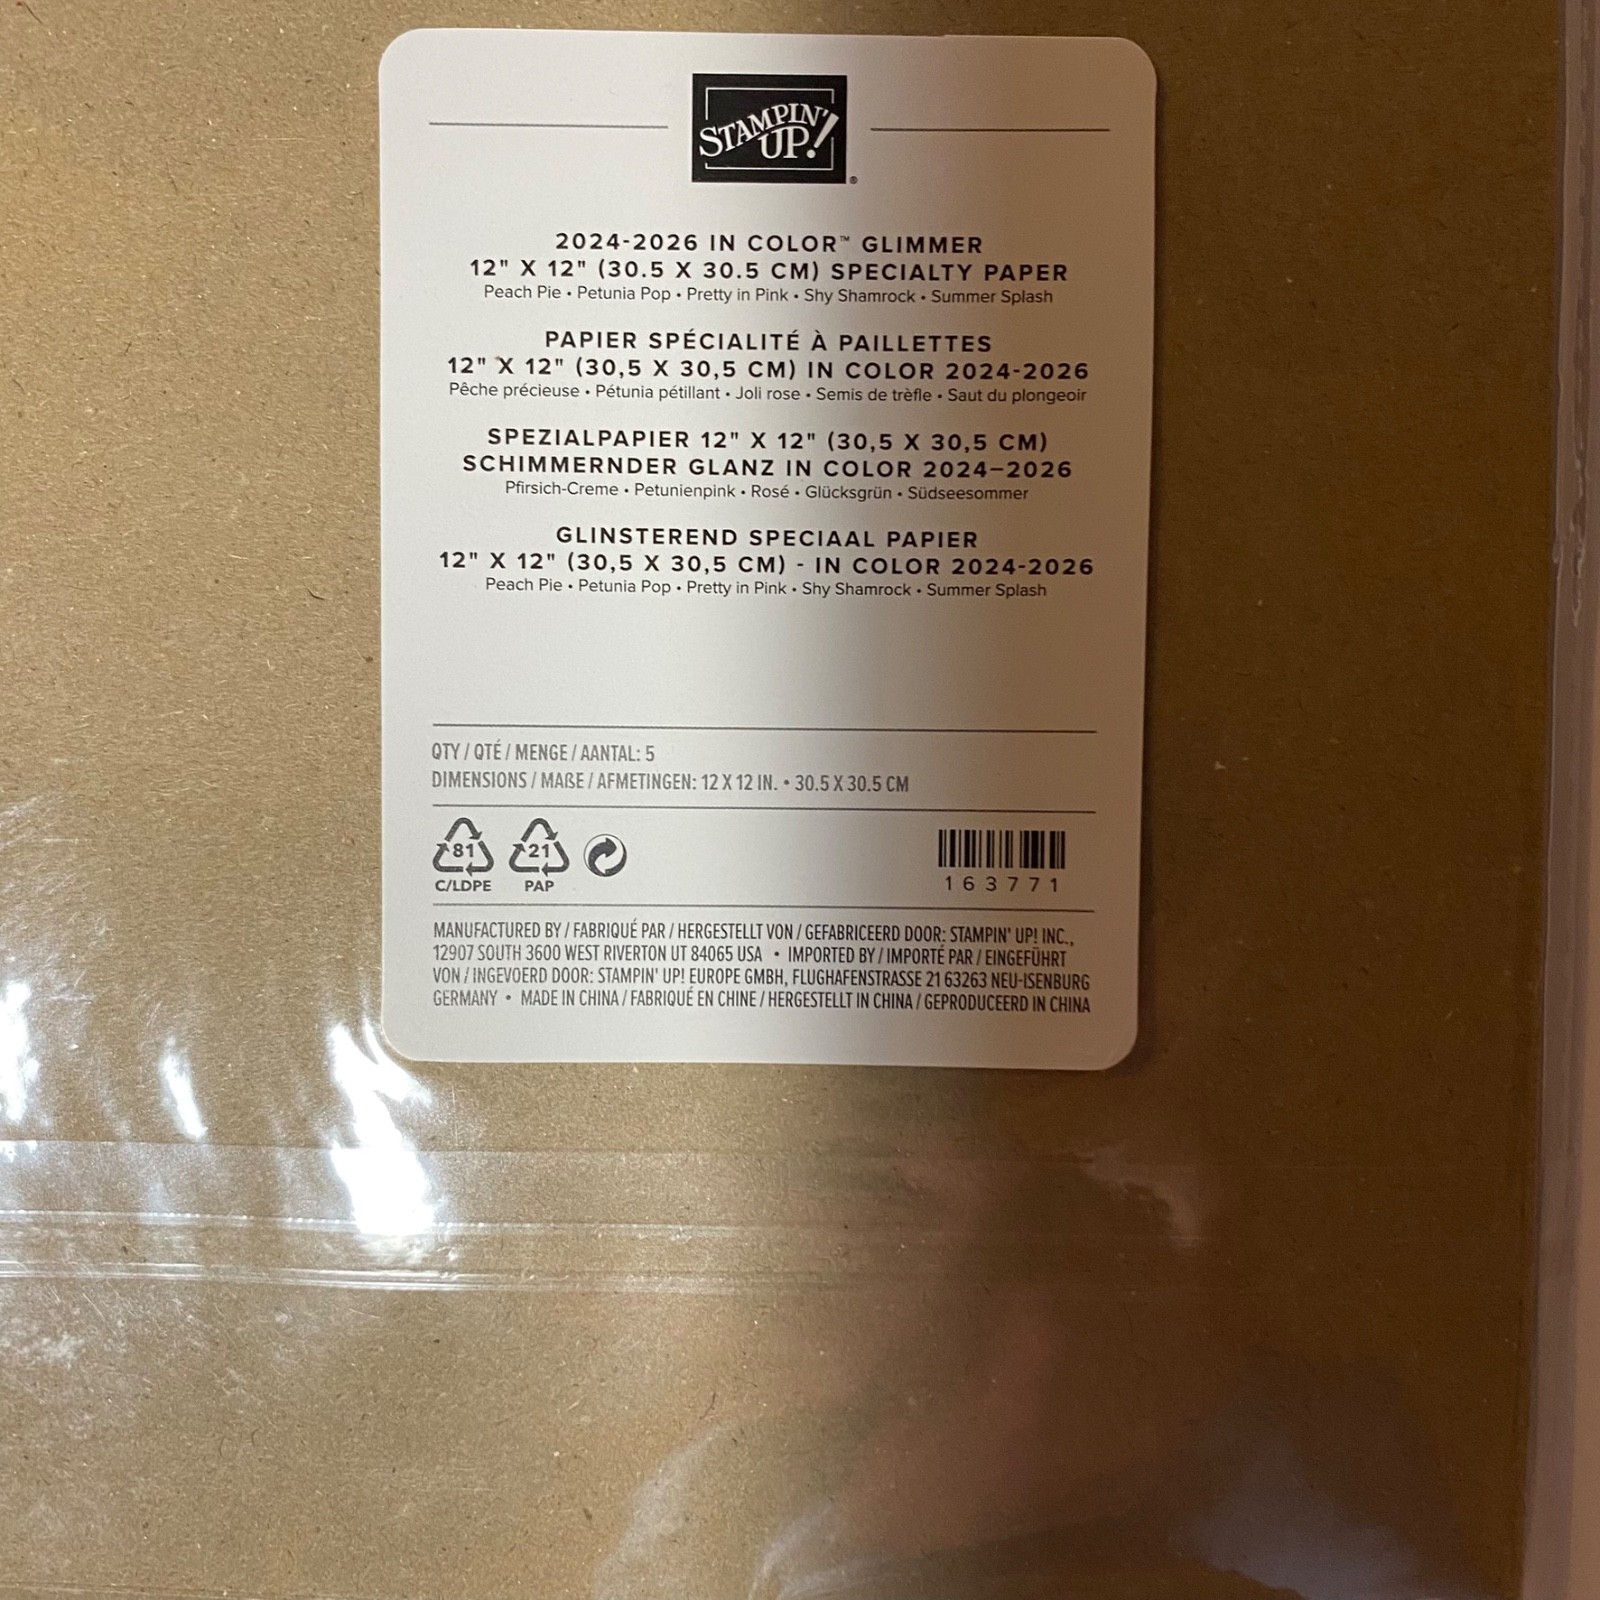 STAMPIN' UP!®
2024-2026 IN COLOR™ GLIMMER
12" X 12" (30.5 X 30.5 CM) SPECIALTY PAPER
Peach Pie • Petunia Pop • Pretty in Pink • Shy Shamrock • Summer Splash
PAPIER SPÉCIALITÉ À PAILLETTES
12" X 12" (30,5 X 30,5 CM) IN COLOR 2024-2026
Pêche précieuse • Pétunia pétillant • Joli rose • Semis de trèfle • Saut du plongeoir
SPEZIALPAPIER 12" X 12" (30,5 X 30,5 CM)
SCHIMMERNDER GLANZ IN COLOR 2024–2026
Pfirsich-Creme • Petunienpink • Rosé • Glücksgrün • Südseesommer
GLINSTEREND SPECIAAL PAPIER
12" X 12" (30,5 X 30,5 CM) - IN COLOR 2024-2026
Peach Pie • Petunia Pop • Pretty in Pink • Shy Shamrock • Summer Splash
QTY / QTÉ / MENGE / AANTAL: 5
DIMENSIONS / MAßE / AFMETINGEN: 12 X 12 IN. • 30.5 X 30.5 CM
81 21
C/LDPE PAP
163771
MANUFACTURED BY / FABRIQUÉ PAR / HERGESTELLT VON / GEFABRICEERD DOOR: STAMPIN' UP! INC.,
12907 SOUTH 3600 WEST RIVERTON UT 84065 USA • IMPORTED BY / IMPORTÉ PAR / EINGEFÜHRT
VON / INGEVOERD DOOR: STAMPIN' UP! EUROPE GMBH, FLUGHAFENSTRASSE 21 63263 NEU-ISENBURG
GERMANY • MADE IN CHINA / FABRIQUÉ EN CHINE / HERGESTELLT IN CHINA / GEPRODUCEERD IN CHINA